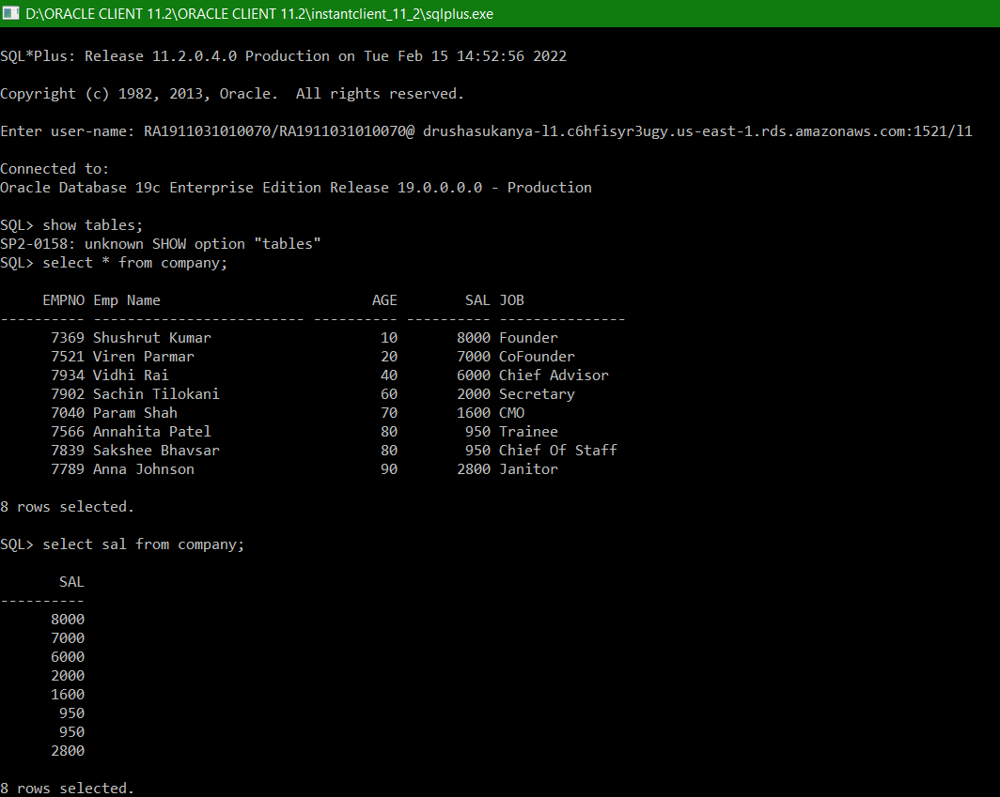 D:\ORACLE CLIENT 11.2\ORACLE CLIENT 11.2\instantclient_11_2\sqlplus.exe
SQL*Plus: Release 11.2.0.4.0 Production on Tue Feb 15 14:52:56 2022
Copyright (c) 1982, 2013, Oracle.  All rights reserved.
Enter user-name: RA1911031010070/RA1911031010070@ drushasukanya-l1.c6hfisyr3ugy.us-east-1.rds.amazonaws.com:1521/l1
Connected to:
Oracle Database 19c Enterprise Edition Release 19.0.0.0.0 - Production
SQL> show tables;
SP2-0158: unknown SHOW option "tables"
SQL> select * from company;
     EMPNO Emp Name                         AGE        SAL JOB
---------- ------------------------- ---------- ---------- ---------------
      7369 Shushrut Kumar                    10       8000 Founder
      7521 Viren Parmar                      20       7000 CoFounder
      7934 Vidhi Rai                         40       6000 Chief Advisor
      7902 Sachin Tilokani                   60       2000 Secretary
      7040 Param Shah                        70       1600 CMO
      7566 Annahita Patel                    80        950 Trainee
      7839 Sakshee Bhavsar                   80        950 Chief Of Staff
      7789 Anna Johnson                      90       2800 Janitor
8 rows selected.
SQL> select sal from company;
       SAL
----------
      8000
      7000
      6000
      2000
      1600
       950
       950
      2800
8 rows selected.